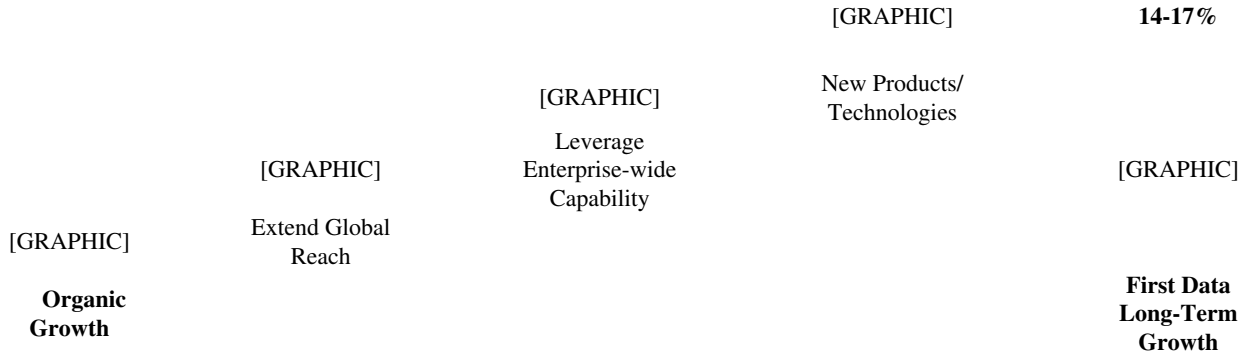 [GRAPHIC]
14-17%
[GRAPHIC]
New Products/
Technologies
[GRAPHIC]
Leverage
Enterprise-wide
Capability
[GRAPHIC]
[GRAPHIC]
Extend Global
Reach
[GRAPHIC]
Organic
Growth
First Data
Long-Term
Growth